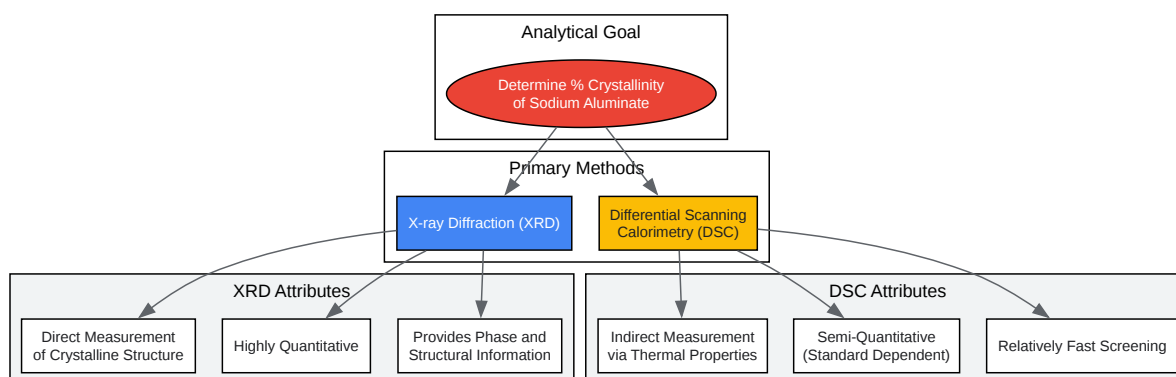 Analytical Goal
Determine % Crystallinity
of Sodium Aluminate
Primary Methods
X-ray Diffraction (XRD)
Differential Scanning
Calorimetry (DSC)
XRD Attributes
DSC Attributes
Direct Measurement
of Crystalline Structure
Highly Quantitative
Provides Phase and
Structural Information
Indirect Measurement
via Thermal Properties
Semi-Quantitative
(Standard Dependent)
Relatively Fast Screening